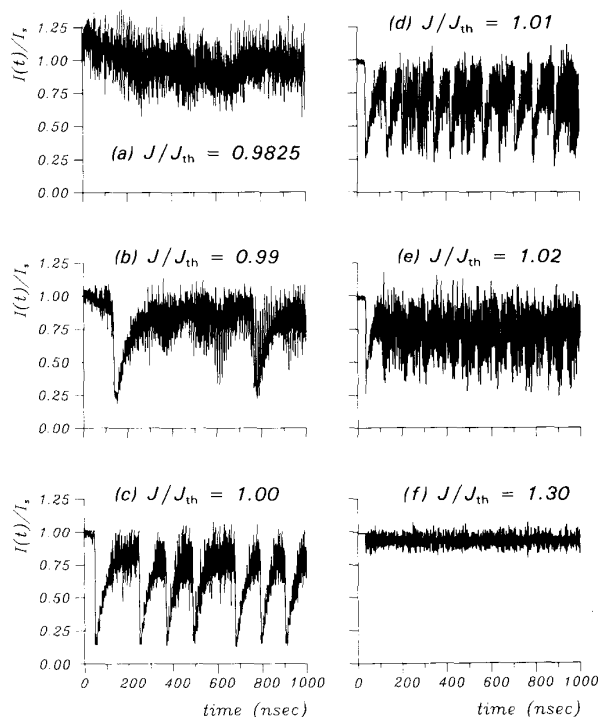 I(t)/Iₛ
1.25
1.00
0.75
0.50
0.25
0.00
(a) J/J_th = 0.9825
(d) J/J_th = 1.01
I(t)/Iₛ
1.25
1.00
0.75
0.50
0.25
0.00
(b) J/J_th = 0.99
(e) J/J_th = 1.02
I(t)/Iₛ
1.25
1.00
0.75
0.50
0.25
0.00
(c) J/J_th = 1.00
(f) J/J_th = 1.30
0 200 400 600 800 1000
0 200 400 600 800 1000
time (nsec)
time (nsec)